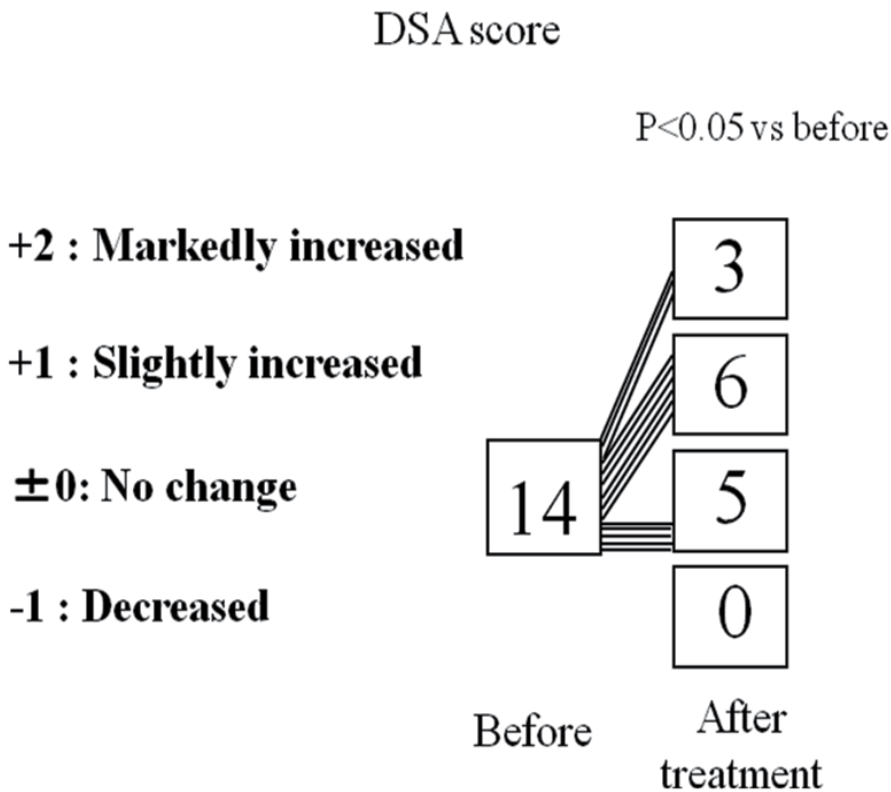 DSA score
P<0.05 vs before
+2 : Markedly increased
3
+1 : Slightly increased
6
±0: No change
14
5
-1 : Decreased
0
Before
After
treatment